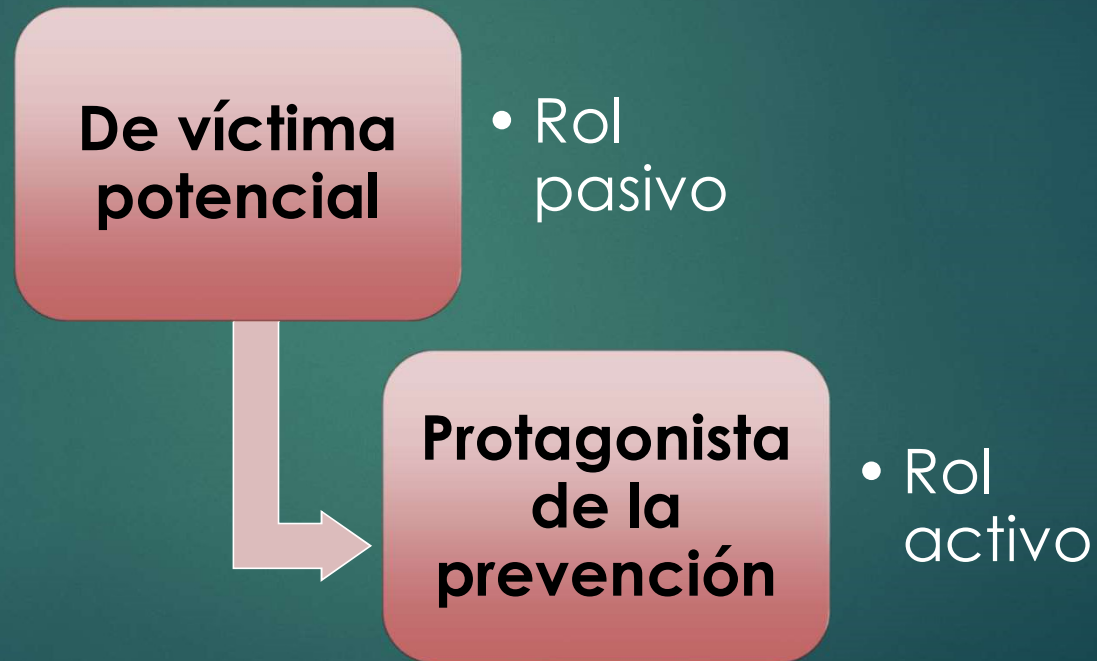 De víctima
potencial
• Rol
pasivo
Protagonista
de la
prevención
• Rol
activo